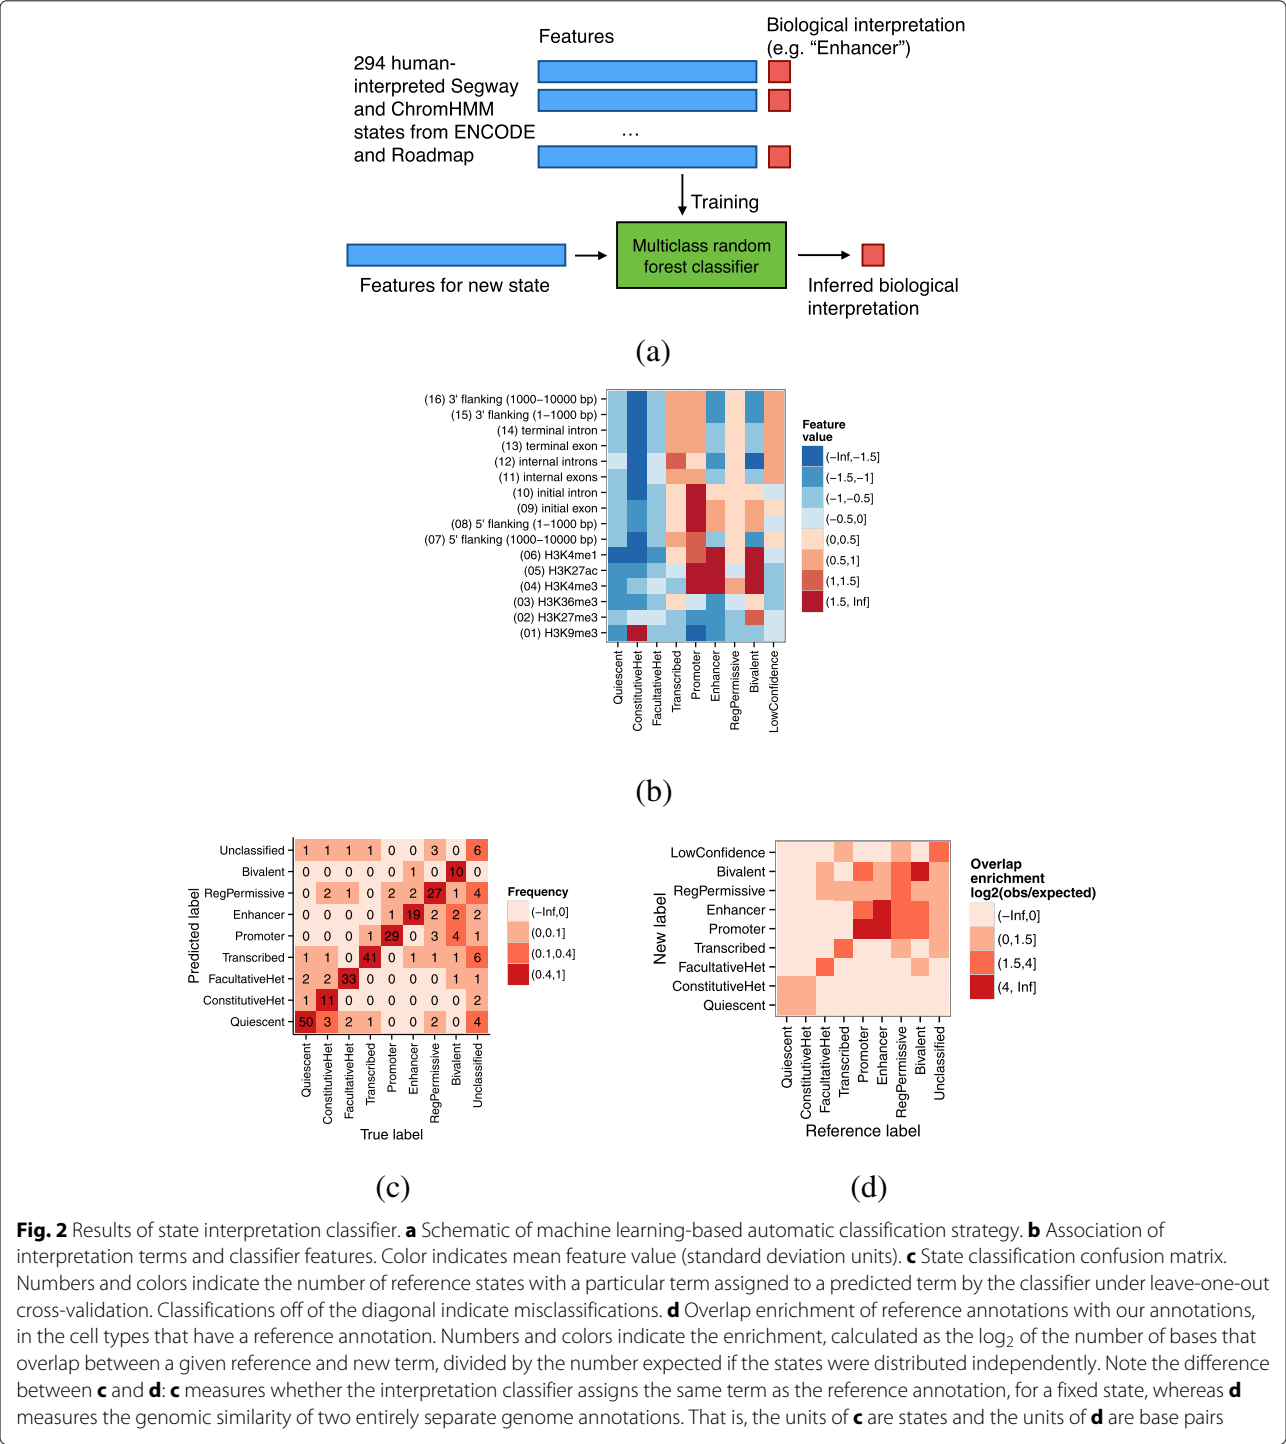 Features
Biological interpretation
(e.g. “Enhancer”)
294 human-
interpreted Segway
and ChromHMM
states from ENCODE
and Roadmap
...
Training
Multiclass random
forest classifier
Features for new state
Inferred biological
interpretation
(a)
(16) 3' flanking (1000−10000 bp)
(15) 3' flanking (1−1000 bp)
(14) terminal intron
(13) terminal exon
(12) internal introns
(11) internal exons
(10) initial intron
(09) initial exon
(08) 5' flanking (1−1000 bp)
(07) 5' flanking (1000−10000 bp)
(06) H3K4me1
(05) H3K27ac
(04) H3K4me3
(03) H3K36me3
(02) H3K27me3
(01) H3K9me3
Quiescent
ConstitutiveHet
FacultativeHet
Transcribed
Promoter
Enhancer
RegPermissive
Bivalent
LowConfidence
Feature
value
(−Inf,−1.5]
(−1.5,−1]
(−1,−0.5]
(−0.5,0]
(0,0.5]
(0.5,1]
(1,1.5]
(1.5, Inf]
(b)
Predicted label
Unclassified 1 1 1 1 0 0 3 0 6
Bivalent 0 0 0 0 0 1 0 10 0
RegPermissive 0 2 1 0 2 2 27 1 4
Enhancer 0 0 0 0 1 19 2 2 2
Promoter 0 0 0 1 29 0 3 4 1
Transcribed 1 1 0 41 0 1 1 1 6
FacultativeHet 2 2 33 0 0 0 0 1 1
ConstitutiveHet 1 11 0 0 0 0 0 0 2
Quiescent 50 3 2 1 0 0 2 0 4
Quiescent
ConstitutiveHet
FacultativeHet
Transcribed
Promoter
Enhancer
RegPermissive
Bivalent
Unclassified
True label
Frequency
(−Inf,0]
(0,0.1]
(0.1,0.4]
(0.4,1]
(c)
New label
LowConfidence
Bivalent
RegPermissive
Enhancer
Promoter
Transcribed
FacultativeHet
ConstitutiveHet
Quiescent
Quiescent
ConstitutiveHet
FacultativeHet
Transcribed
Promoter
Enhancer
RegPermissive
Bivalent
Unclassified
Reference label
Overlap
enrichment
log2(obs/expected)
(−Inf,0]
(0,1.5]
(1.5,4]
(4, Inf]
(d)
Fig. 2 Results of state interpretation classifier. a Schematic of machine learning-based automatic classification strategy. b Association of
interpretation terms and classifier features. Color indicates mean feature value (standard deviation units). c State classification confusion matrix.
Numbers and colors indicate the number of reference states with a particular term assigned to a predicted term by the classifier under leave-one-out
cross-validation. Classifications off of the diagonal indicate misclassifications. d Overlap enrichment of reference annotations with our annotations,
in the cell types that have a reference annotation. Numbers and colors indicate the enrichment, calculated as the log2 of the number of bases that
overlap between a given reference and new term, divided by the number expected if the states were distributed independently. Note the difference
between c and d: c measures whether the interpretation classifier assigns the same term as the reference annotation, for a fixed state, whereas d
measures the genomic similarity of two entirely separate genome annotations. That is, the units of c are states and the units of d are base pairs